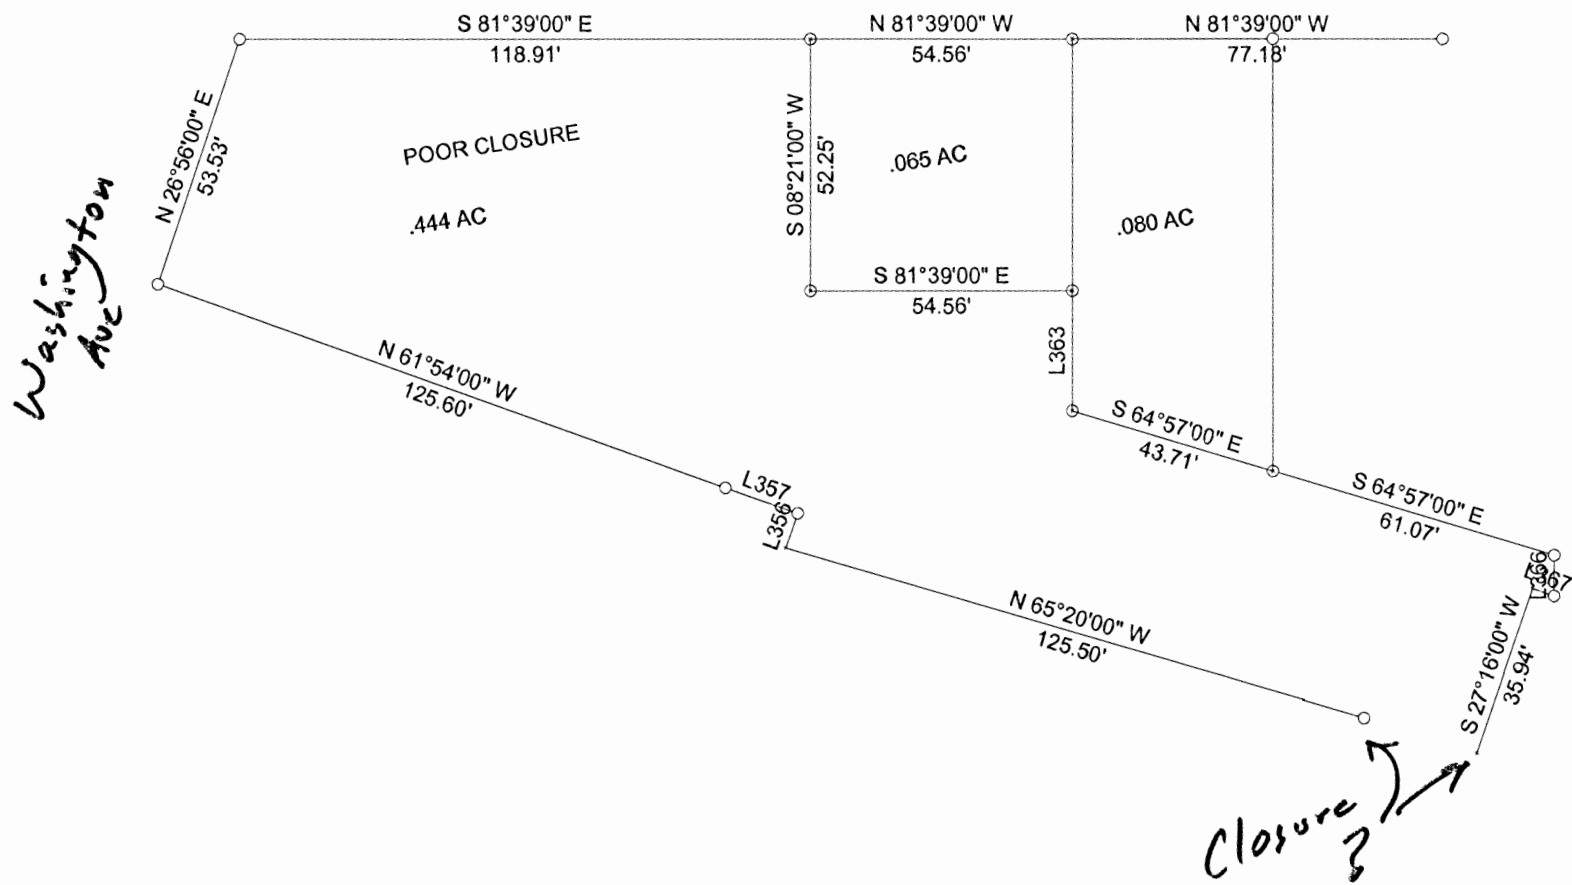 S 81°39'00" E
118.91'
N 81°39'00" W
54.56'
N 81°39'00" W
77.18'
N 26°56'00" E
53.53'
POOR CLOSURE
.444 AC
S 08°21'00" W
52.25'
.065 AC
.080 AC
S 81°39'00" E
54.56'
L363
Washington
Ave
N 61°54'00" W
125.60'
L357
L356
S 64°57'00" E
43.71'
S 64°57'00" E
61.07'
L366
L367
N 65°20'00" W
125.50'
S 27°16'00" W
35.94'
Closure
?